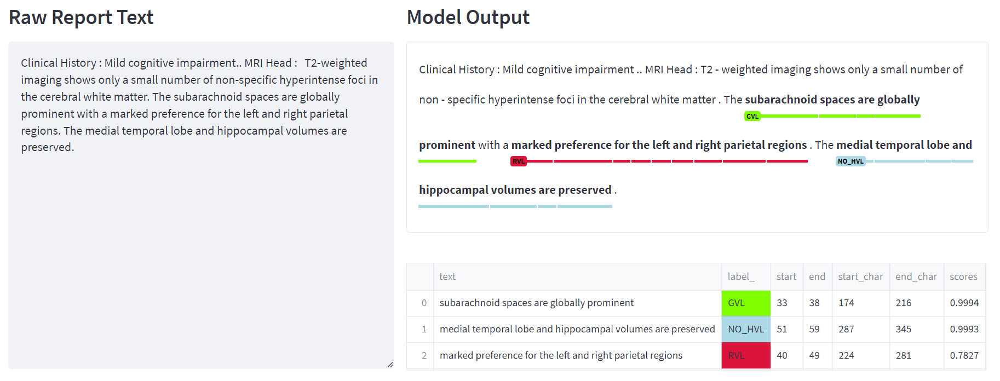 Raw Report Text
Clinical History : Mild cognitive impairment.. MRI Head :   T2-weighted
imaging shows only a small number of non-specific hyperintense foci in
the cerebral white matter. The subarachnoid spaces are globally
prominent with a marked preference for the left and right parietal
regions. The medial temporal lobe and hippocampal volumes are
preserved.
Model Output
Clinical History : Mild cognitive impairment .. MRI Head : T2 - weighted imaging shows only a small number of
non - specific hyperintense foci in the cerebral white matter . The subarachnoid spaces are globally
GVL
prominent with a marked preference for the left and right parietal regions . The medial temporal lobe and
RVL NO_HVL
hippocampal volumes are preserved .
text label_ start end start_char end_char scores
0 subarachnoid spaces are globally prominent GVL 33 38 174 216 0.9994
1 medial temporal lobe and hippocampal volumes are preserved NO_HVL 51 59 287 345 0.9993
2 marked preference for the left and right parietal regions RVL 40 49 224 281 0.7827